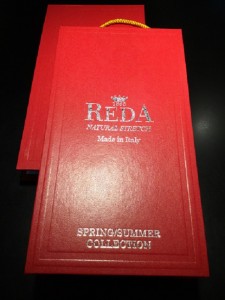 REDA
NATURAL STRETCH
Made in Italy
SPRING/SUMMER
COLLECTION